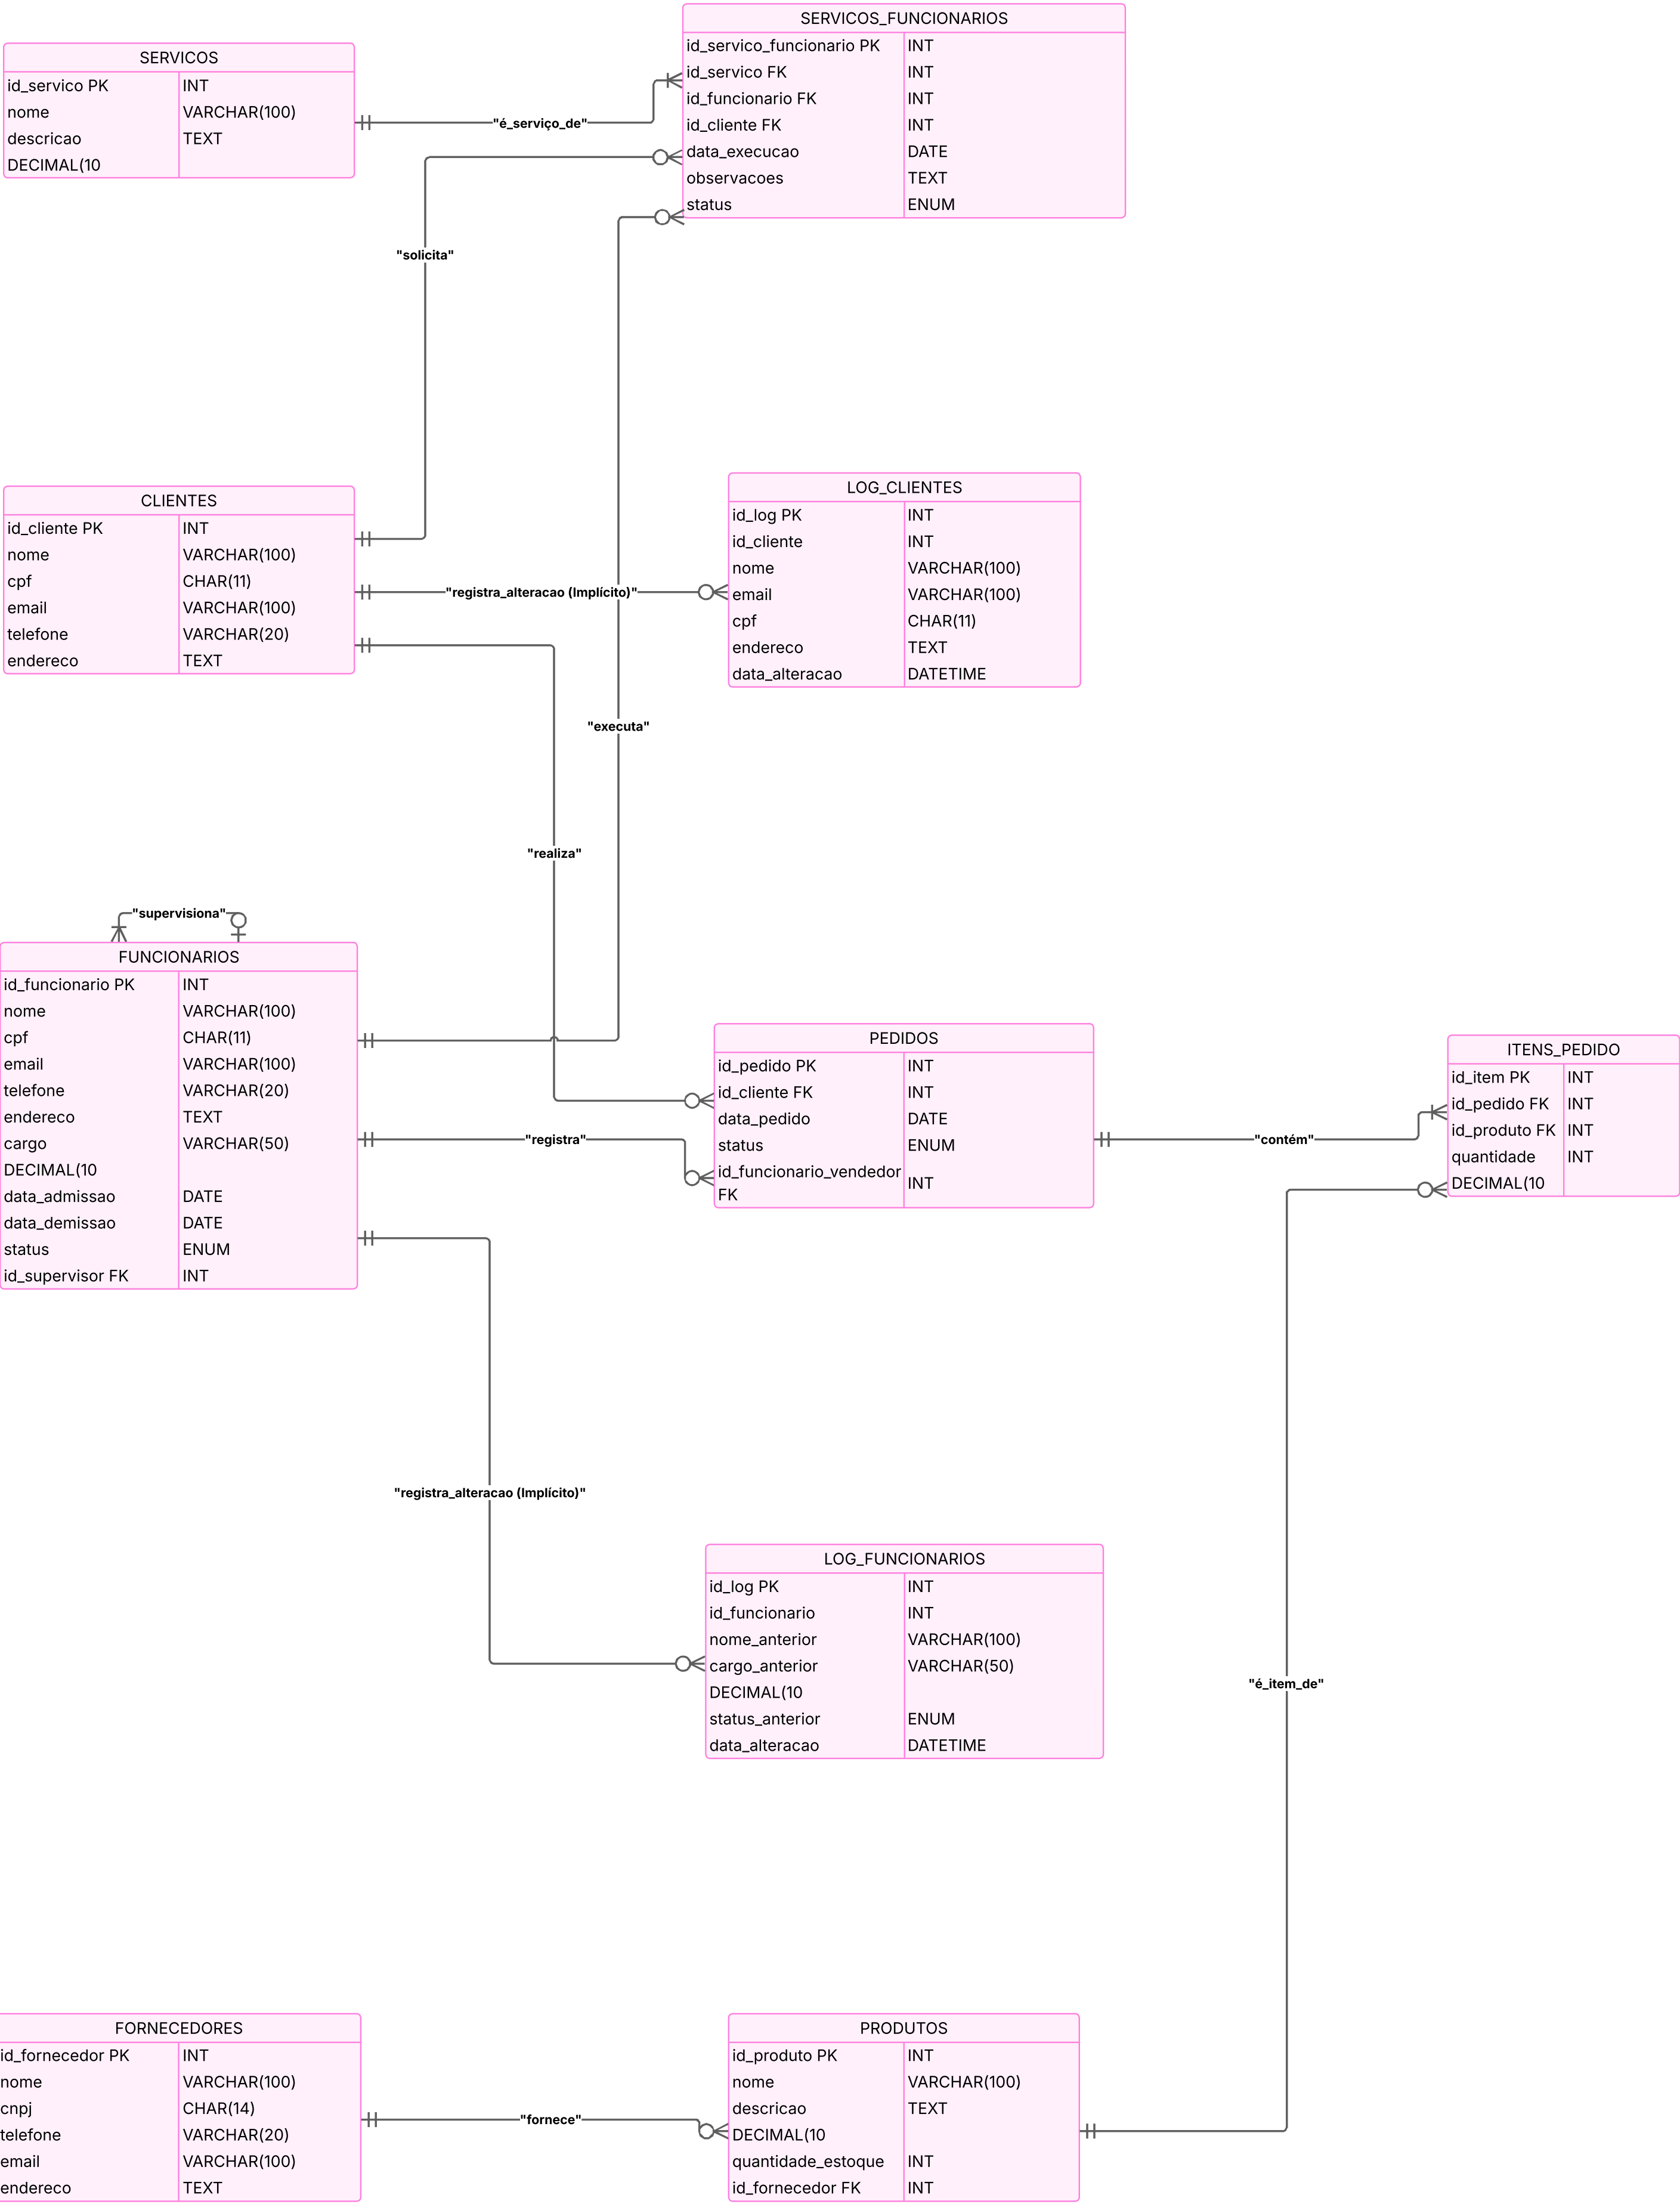 SERVICOS_FUNCIONARIOS
id_servico_funcionario PK INT
id_servico FK INT
id_funcionario FK INT
id_cliente FK INT
data_execucao DATE
observacoes TEXT
status ENUM
SERVICOS
id_servico PK INT
nome VARCHAR(100)
descricao TEXT
DECIMAL(10
"é_serviço_de"
"solicita"
CLIENTES
id_cliente PK INT
nome VARCHAR(100)
cpf CHAR(11)
email VARCHAR(100)
telefone VARCHAR(20)
endereco TEXT
"registra_alteracao (Implícito)"
LOG_CLIENTES
id_log PK INT
id_cliente INT
nome VARCHAR(100)
email VARCHAR(100)
cpf CHAR(11)
endereco TEXT
data_alteracao DATETIME
"executa"
"realiza"
"supervisiona"
FUNCIONARIOS
id_funcionario PK INT
nome VARCHAR(100)
cpf CHAR(11)
email VARCHAR(100)
telefone VARCHAR(20)
endereco TEXT
cargo VARCHAR(50)
DECIMAL(10
data_admissao DATE
data_demissao DATE
status ENUM
id_supervisor FK INT
"registra"
PEDIDOS
id_pedido PK INT
id_cliente FK INT
data_pedido DATE
status ENUM
id_funcionario_vendedor
FK INT
"contém"
ITENS_PEDIDO
id_item PK INT
id_pedido FK INT
id_produto FK INT
quantidade INT
DECIMAL(10
"registra_alteracao (Implícito)"
LOG_FUNCIONARIOS
id_log PK INT
id_funcionario INT
nome_anterior VARCHAR(100)
cargo_anterior VARCHAR(50)
DECIMAL(10
status_anterior ENUM
data_alteracao DATETIME
"é_item_de"
FORNECEDORES
id_fornecedor PK INT
nome VARCHAR(100)
cnpj CHAR(14)
telefone VARCHAR(20)
email VARCHAR(100)
endereco TEXT
"fornece"
PRODUTOS
id_produto PK INT
nome VARCHAR(100)
descricao TEXT
DECIMAL(10
quantidade_estoque INT
id_fornecedor FK INT